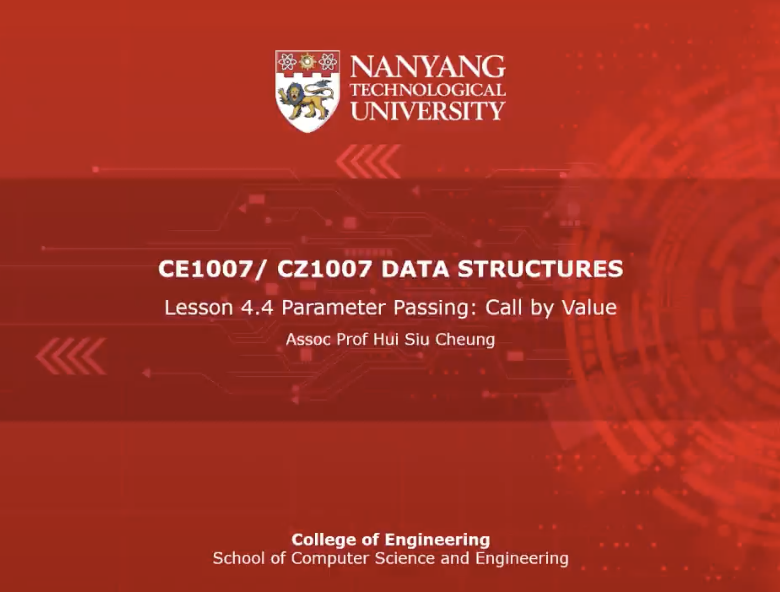 NANYANG
TECHNOLOGICAL
UNIVERSITY
CE1007/ CZ1007 DATA STRUCTURES
Lesson 4.4 Parameter Passing: Call by Value
Assoc Prof Hui Siu Cheung
College of Engineering
School of Computer Science and Engineering